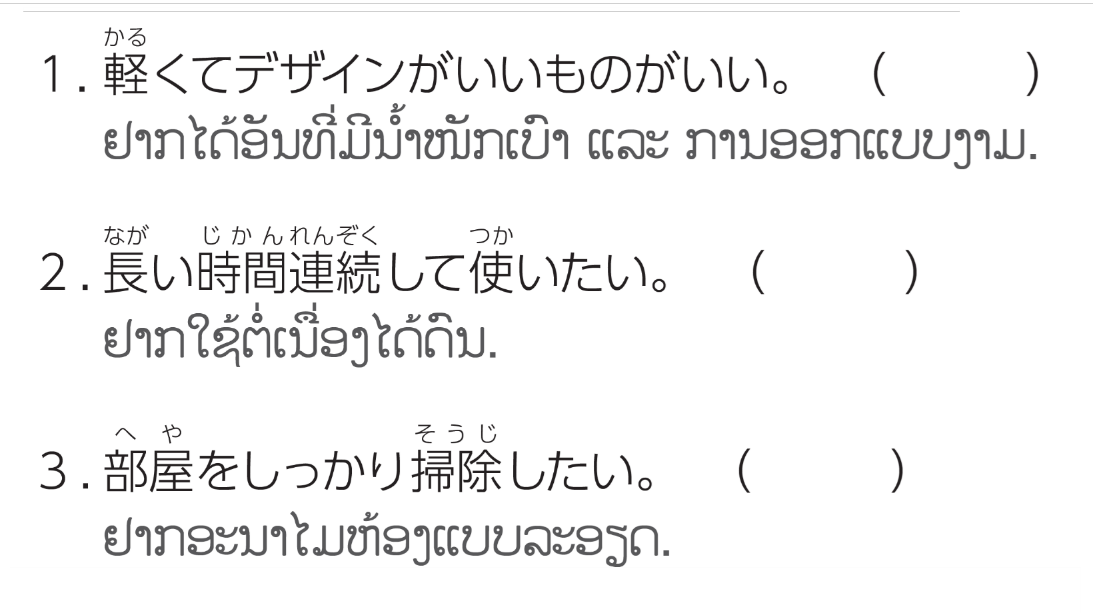 かる
1. 軽くてデザインがいいものがいい。 (　　　)
ຢາກໄດ້ອັນທີ່ມີນ້ຳໜັກເບົາ ແລະ ການອອກແບບງາມ.
なが じかんれんぞく つか
2. 長い時間連続して使いたい。 (　　　)
ຢາກໃຊ້ຕໍ່ເນື່ອງໄດ້ດົນ.
へや そうじ
3. 部屋をしっかり掃除したい。 (　　　)
ຢາກອະນາໄມຫ້ອງແບບລະອຽດ.